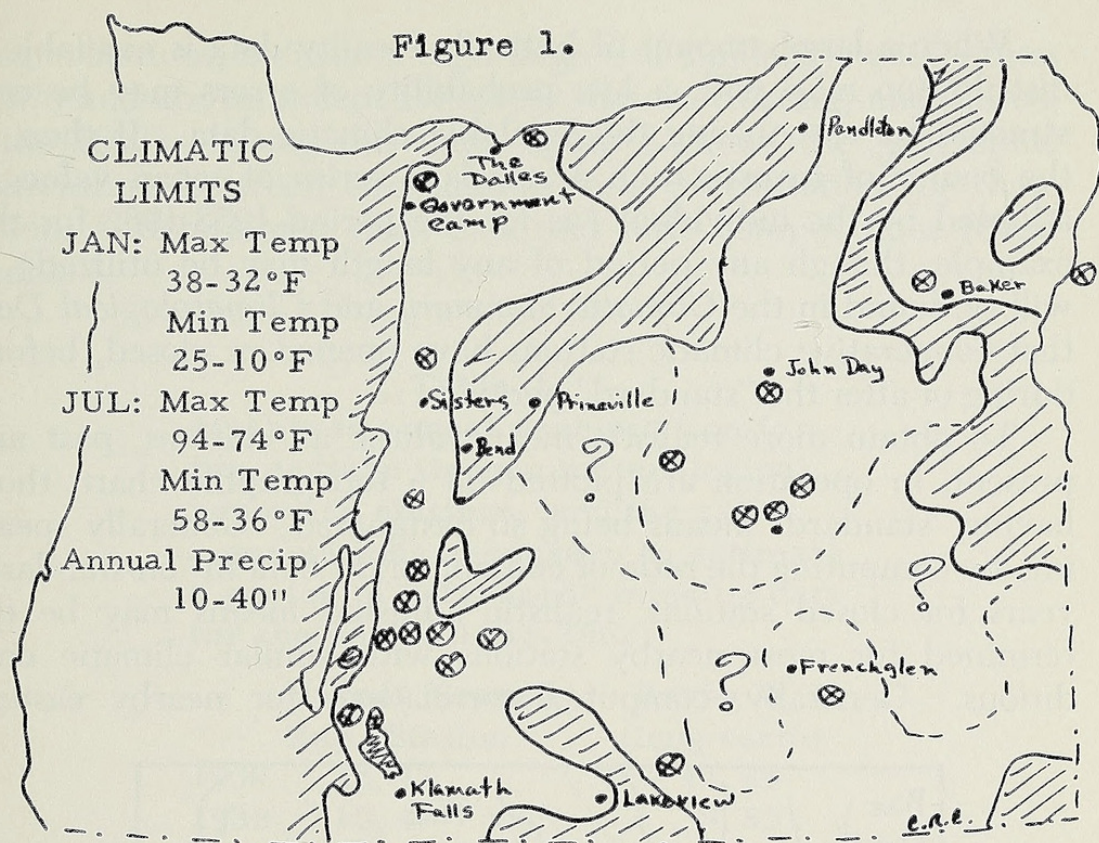 Figure 1.
CLIMATIC
LIMITS
JAN: Max Temp
38-32°F
Min Temp
25-10°F
JUL: Max Temp
94-74°F
Min Temp
58-36°F
Annual Precip
10-40"
Pendleton
The
Dalles
Government
Camp
Baker
John Day
Sisters
Prineville
Bend
?
?
?
Frenchglen
Klamath
Falls
Lakeview
C.R.E.